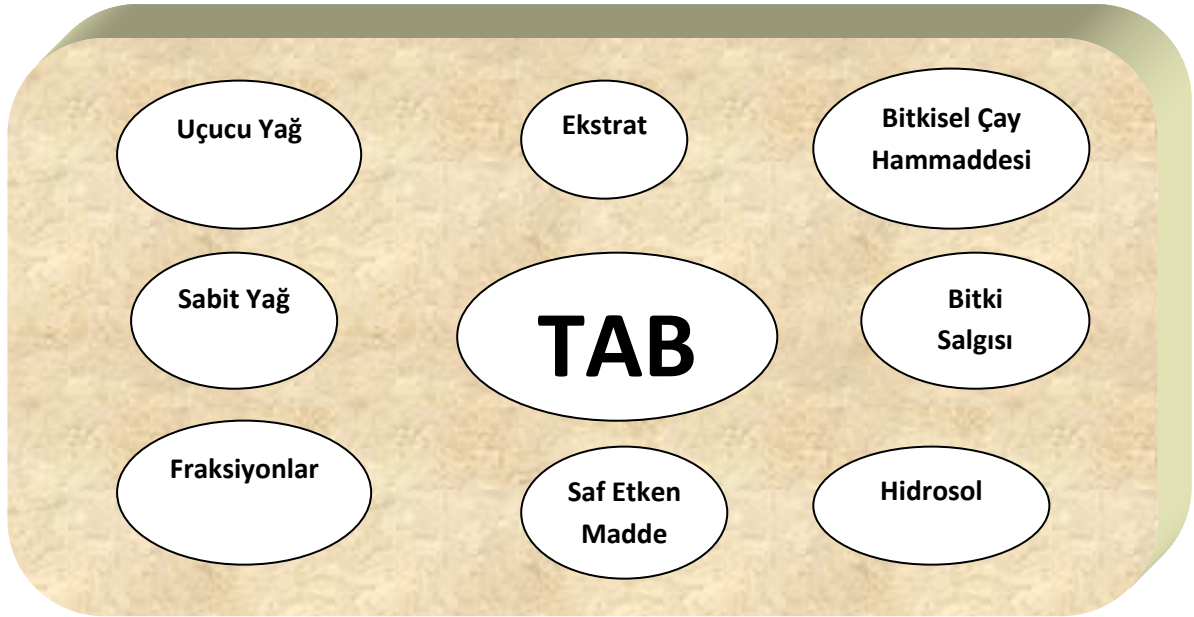 Uçucu Yağ
Ekstrat
Bitkisel Çay
Hammaddesi
Sabit Yağ
TAB
Bitki
Salgısı
Fraksiyonlar
Saf Etken
Madde
Hidrosol